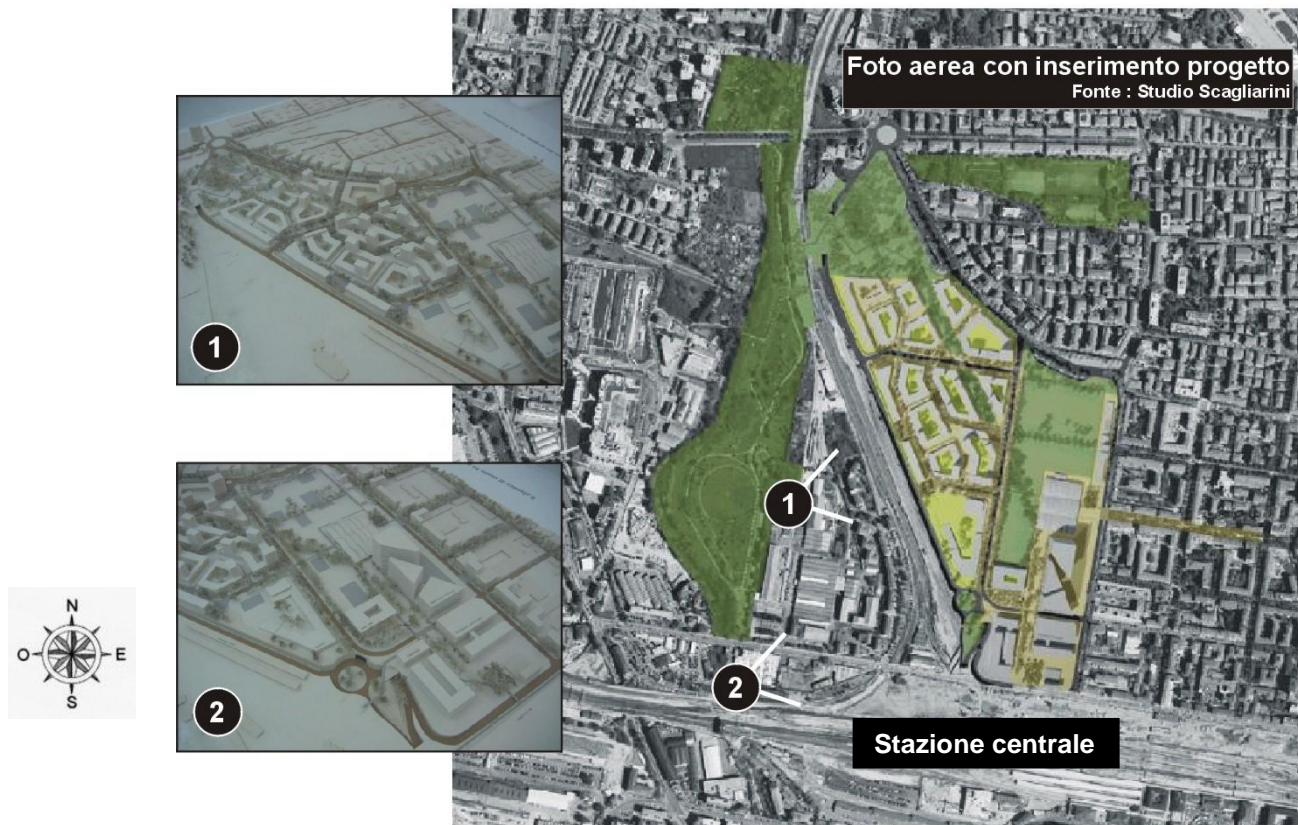 Foto aerea con inserimento progetto
Fonte : Studio Scagliarini
1
2
N
O
E
S
1
2
Stazione centrale